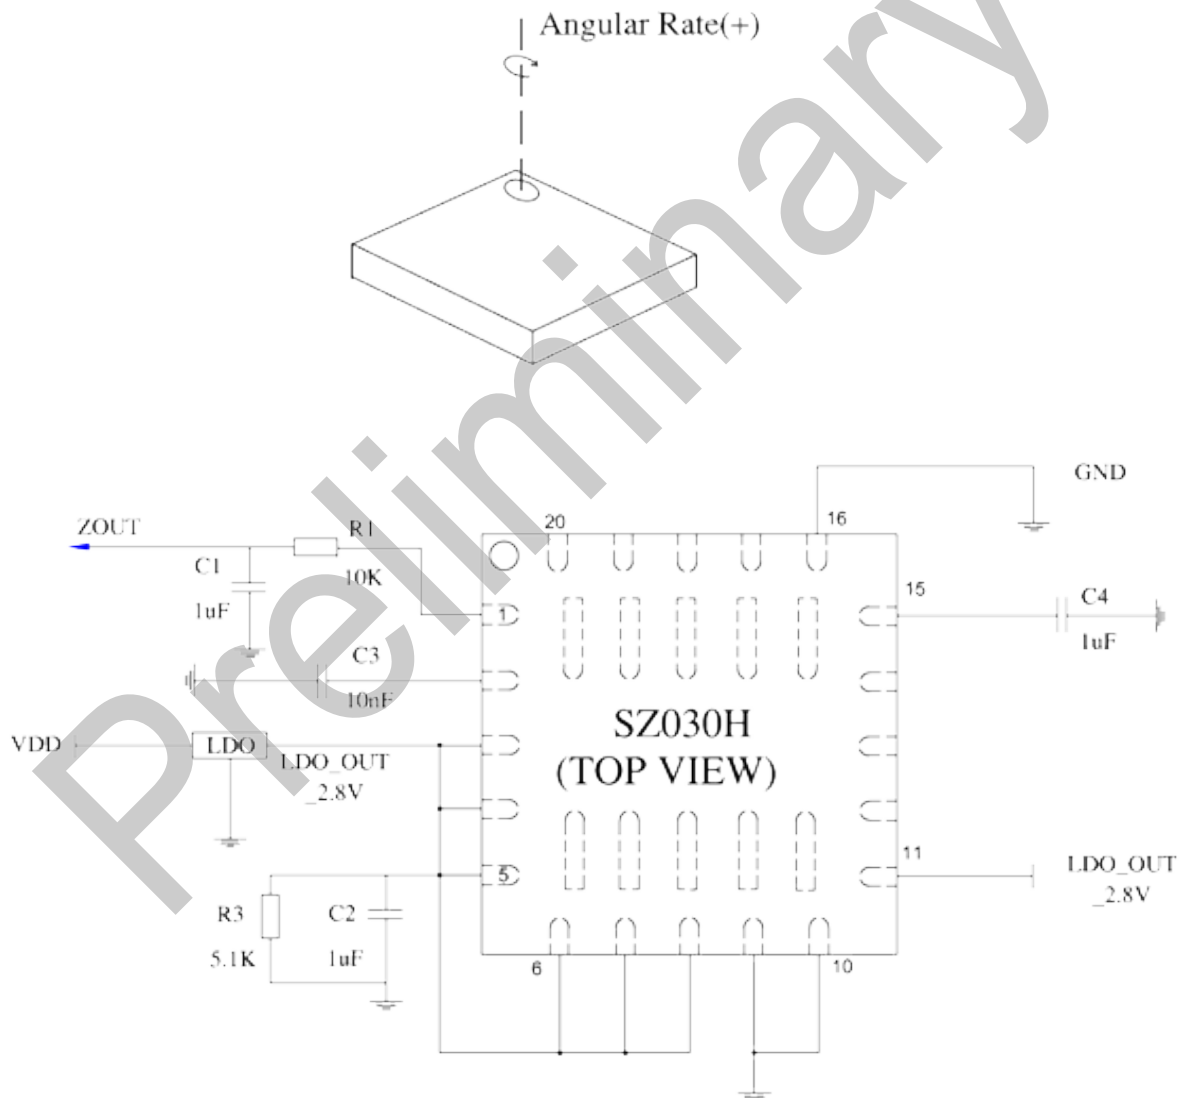 Angular Rate(+)
Preliminary
GND
ZOUT
R1
20
16
C1
10K
1uF
15
C4
1uF
1
C3
10nF
SZ030H
(TOP VIEW)
VDD
LDO
LDO_OUT
_2.8V
11
LDO_OUT
_2.8V
5
R3
C2
5.1K
1uF
6
10